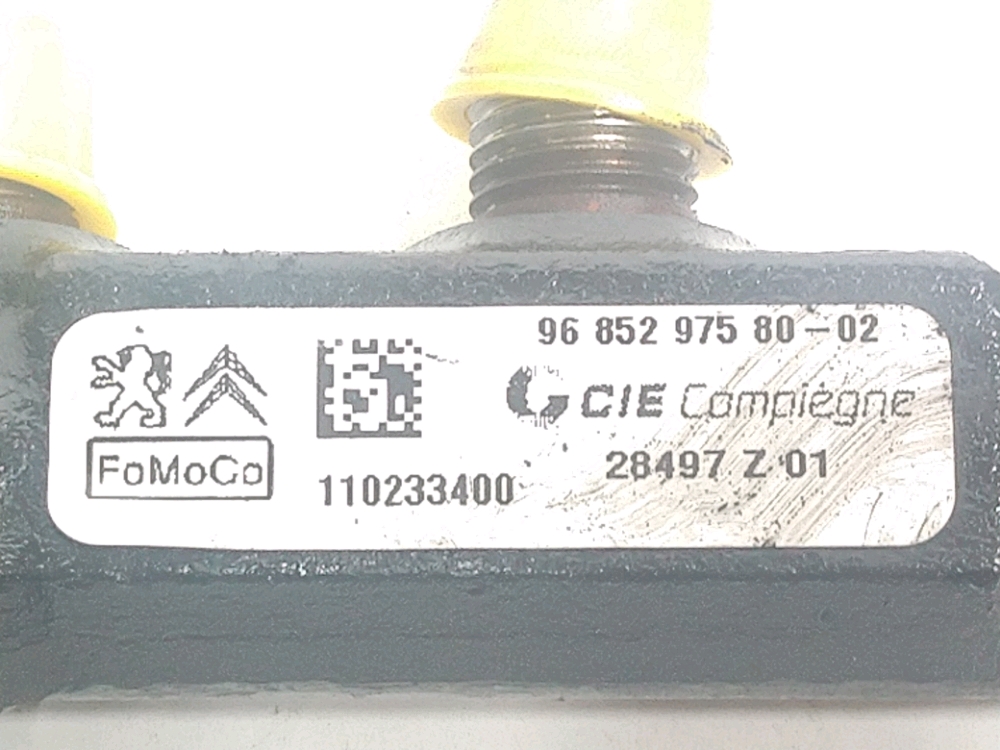 96 852 975 80-02
CIE Compiègne
FoMoCo
110233400
28497 Z 01